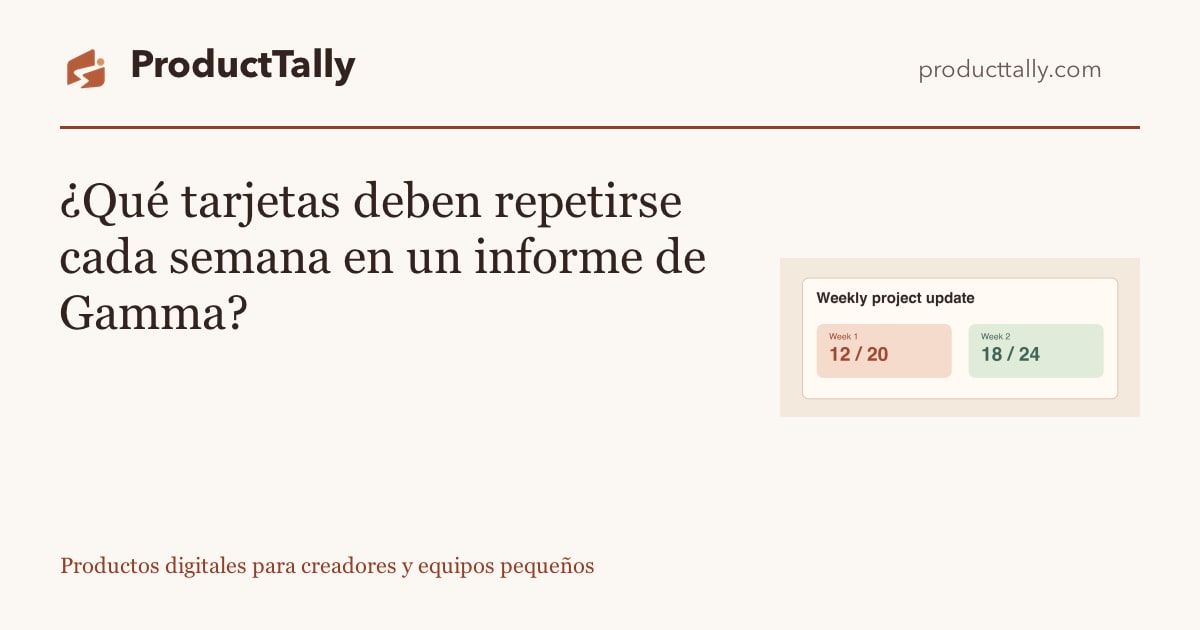 ProductTally
producttally.com
¿Qué tarjetas deben repetirse
cada semana en un informe de
Gamma?
Weekly project update
Week 1
12 / 20
Week 2
18 / 24
Productos digitales para creadores y equipos pequeños